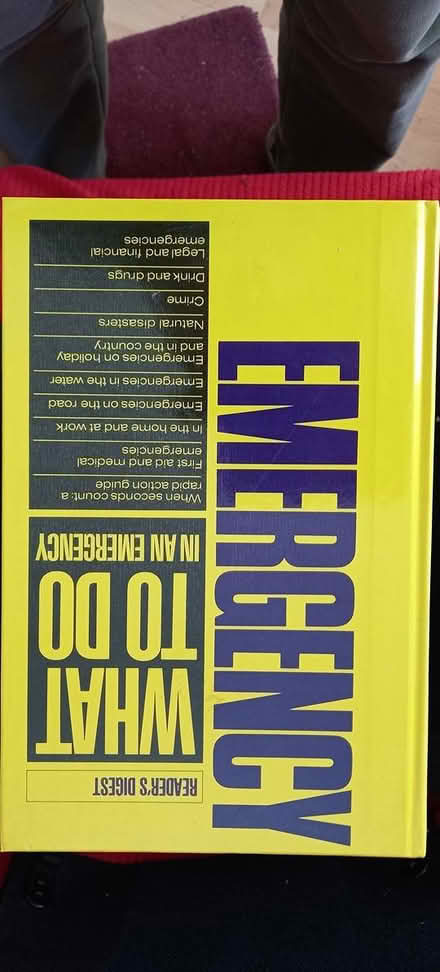 READER'S DIGEST
WHAT
TO DO
IN AN EMERGENCY
When seconds count: a
rapid action guide
First aid and medical
emergencies
In the home and at work
Emergencies on the road
Emergencies in the water
Emergencies on holiday
and in the country
Natural disasters
Crime
Drink and drugs
Legal and financial
emergencies
EMERGENCY